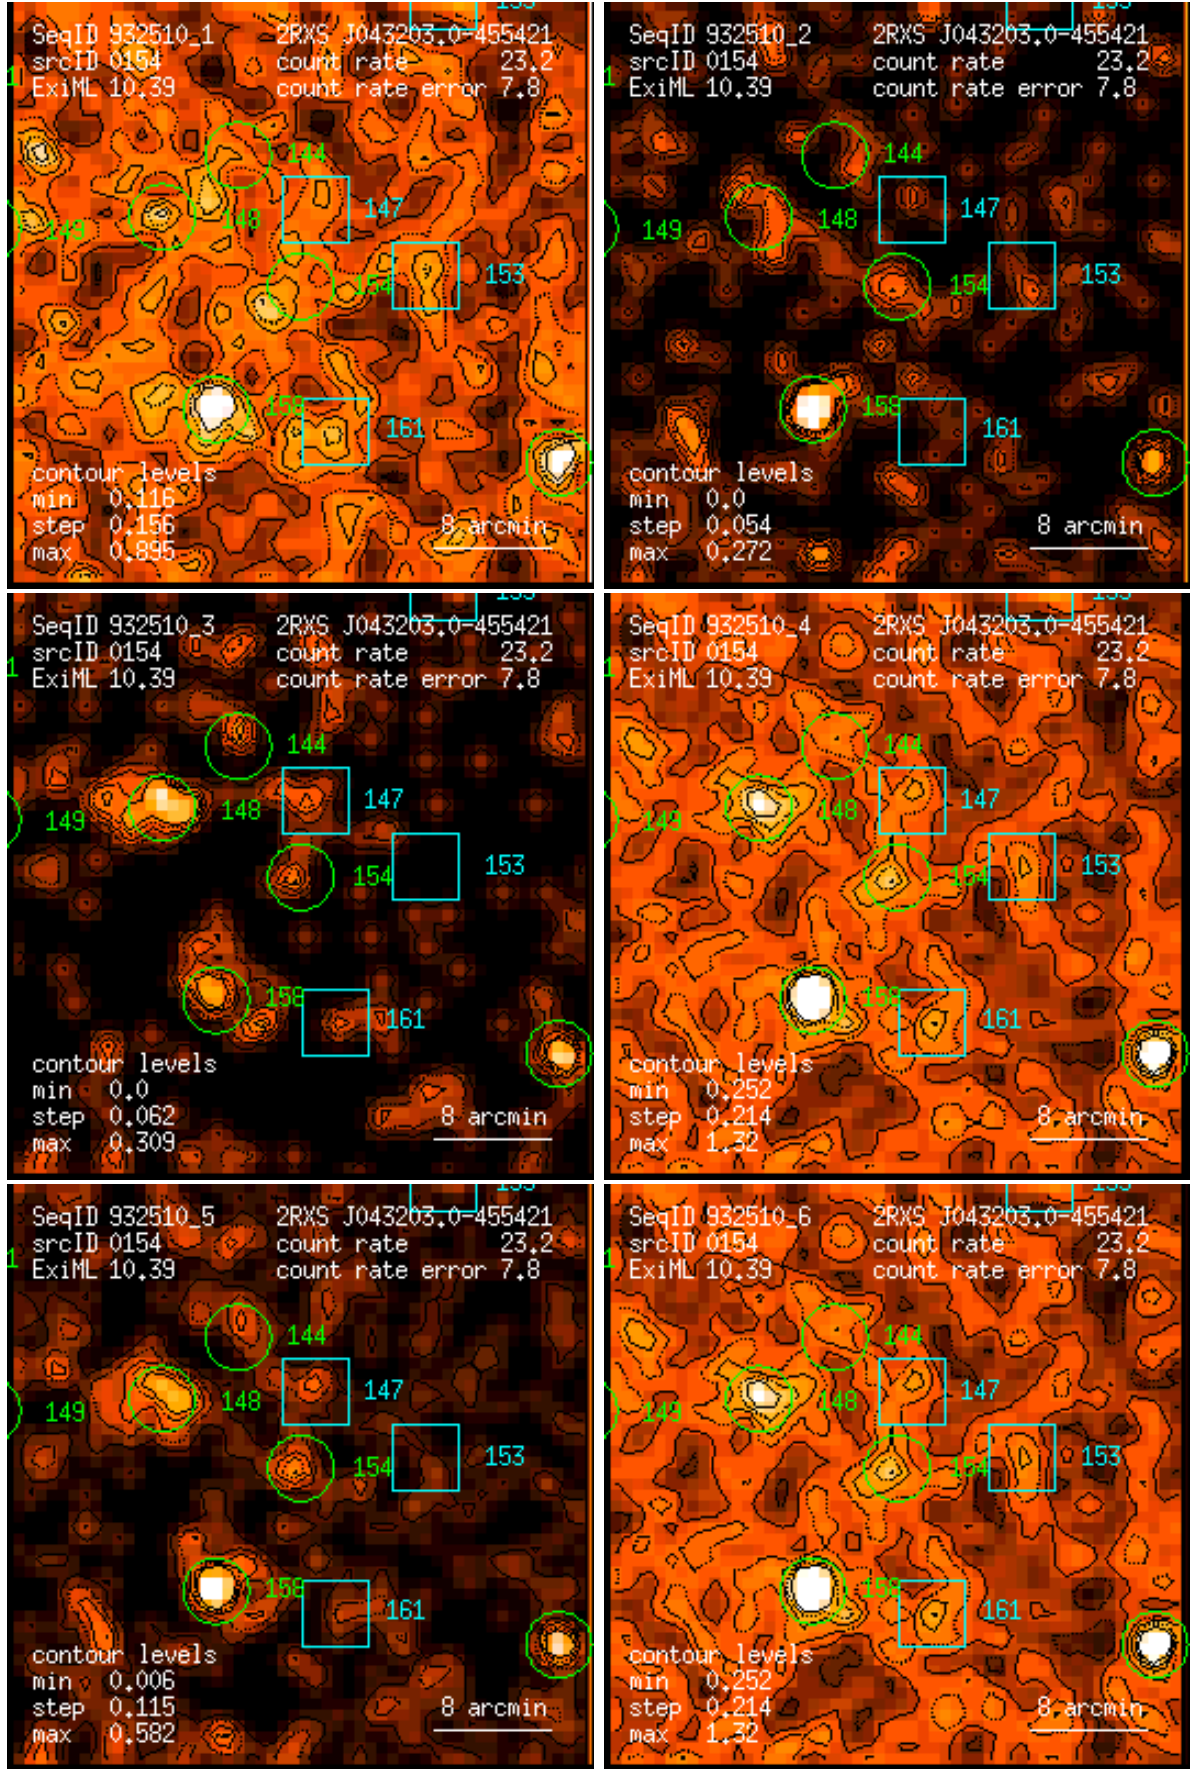 153 153
SeqID 932510_1 2RXS J043203.0-455421 SeqID 932510_2 2RXS J043203.0-455421
srcID 0154 count rate 23.2 srcID 0154 count rate 23.2
1 ExiML 10.39 count rate error 7.8 1 ExiML 10.39 count rate error 7.8
144 144
147 147
149 148 149 148
154 153 154 153
158 158
161 161
contour levels contour levels
min 0.116 min 0.0
step 0.156 8 arcmin step 0.054 8 arcmin
max 0.895 max 0.272
SeqID 932510_3 2RXS J043203.0-455421 SeqID 932510_4 2RXS J043203.0-455421
srcID 0154 count rate 23.2 srcID 0154 count rate 23.2
1 ExiML 10.39 count rate error 7.8 1 ExiML 10.39 count rate error 7.8
144 144
147 147
149 148 149 148
154 153 154 153
158 158
161 161
contour levels contour levels
min 0.0 min 0.252
step 0.062 8 arcmin step 0.214 8 arcmin
max 0.309 max 1.32
SeqID 932510_5 2RXS J043203.0-455421 SeqID 932510_6 2RXS J043203.0-455421
srcID 0154 count rate 23.2 srcID 0154 count rate 23.2
1 ExiML 10.39 count rate error 7.8 1 ExiML 10.39 count rate error 7.8
144 144
147 147
149 148 149 148
154 153 154 153
158 158
161 161
contour levels contour levels
min 0.006 min 0.252
step 0.115 8 arcmin step 0.214 8 arcmin
max 0.582 max 1.32